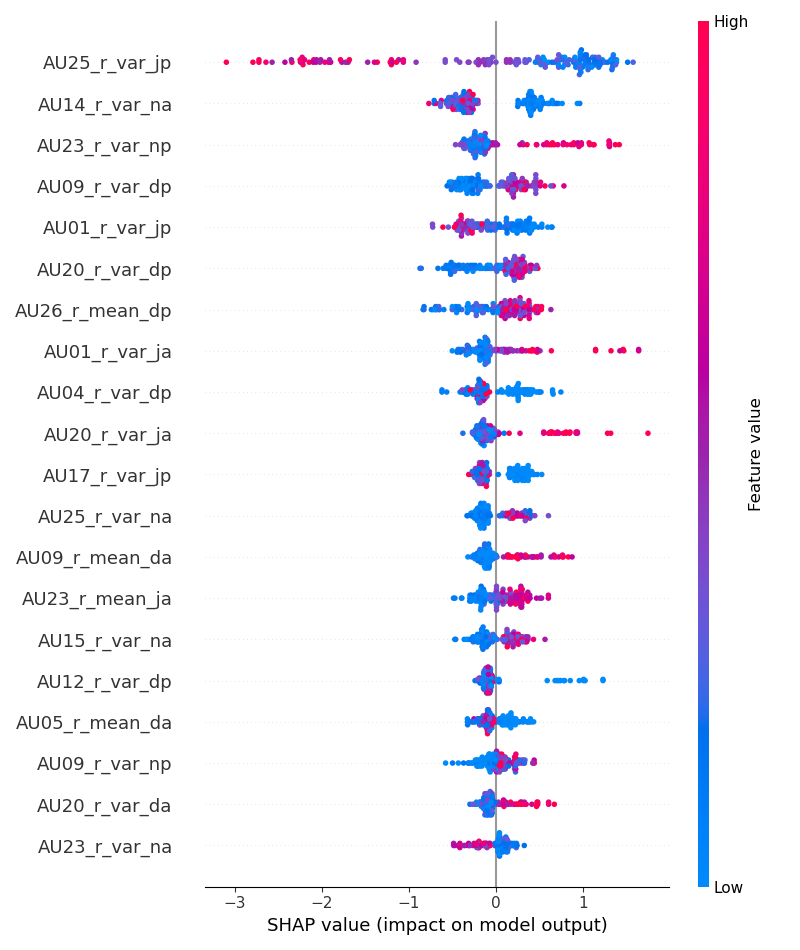 High
AU25_r_var_jp
AU14_r_var_na
AU23_r_var_np
AU09_r_var_dp
AU01_r_var_jp
AU20_r_var_dp
AU26_r_mean_dp
AU01_r_var_ja
AU04_r_var_dp
AU20_r_var_ja
AU17_r_var_jp
AU25_r_var_na
AU09_r_mean_da
AU23_r_mean_ja
AU15_r_var_na
AU12_r_var_dp
AU05_r_mean_da
AU09_r_var_np
AU20_r_var_da
AU23_r_var_na
Feature value
Low
−3 −2 −1 0 1
SHAP value (impact on model output)